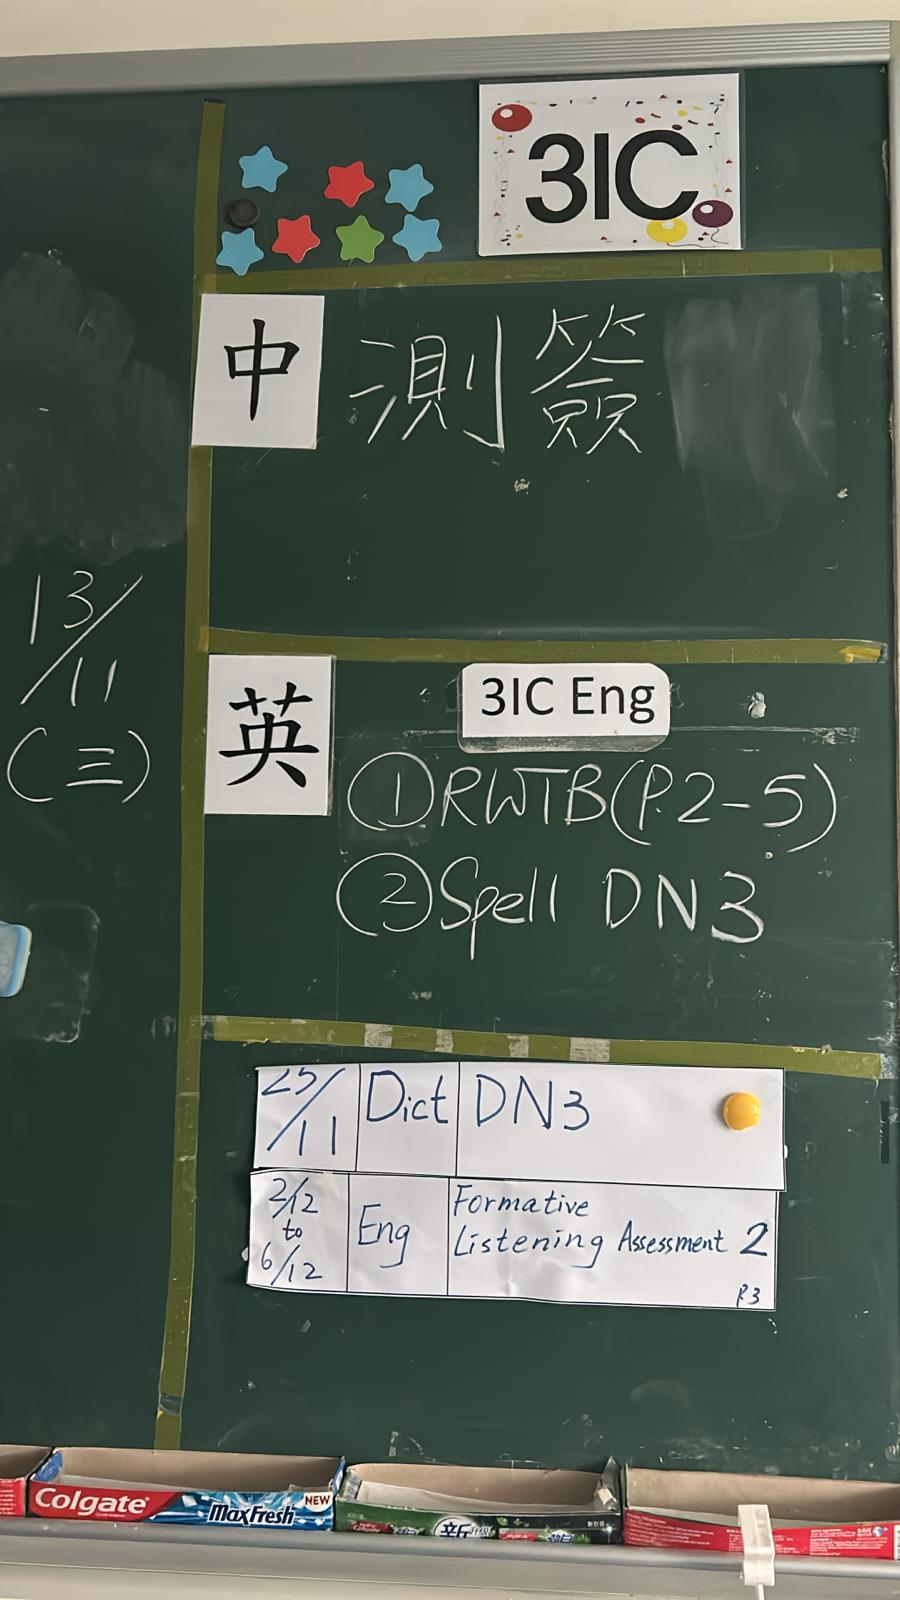 3IC
中 測簽
13/11
(三)
英
3IC Eng
①RWTB(P.2-5)
②Spell DN3
25/11 Dict DN3
2/12 to 6/12 Eng Formative Listening Assessment 2
P.3
Colgate
MaxFresh
NEW